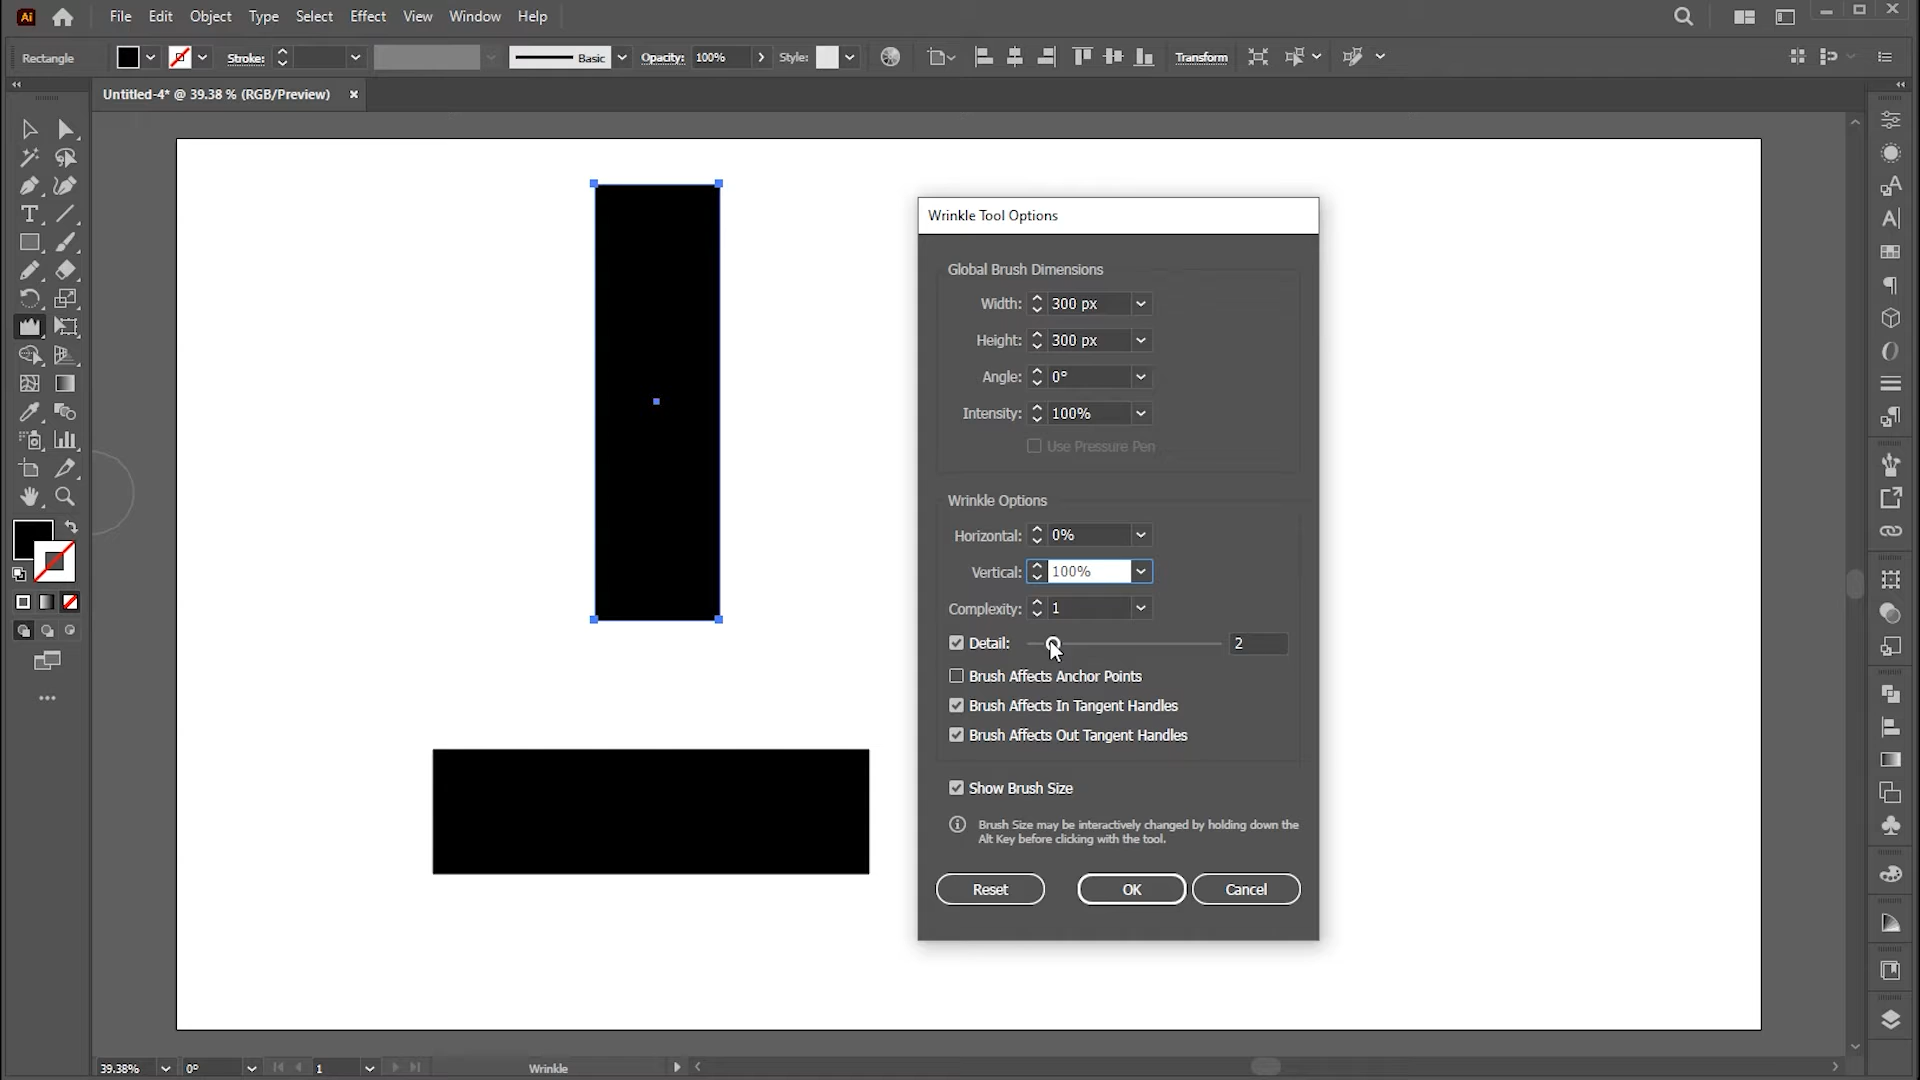 Ai File Edit Object Type Select Effect View Window Help
Rectangle Stroke: Basic Opacity: 100% Style: Transform
Untitled-4* @ 39.38 % (RGB/Preview)
Wrinkle Tool Options
Global Brush Dimensions
Width: 300 px
Height: 300 px
Angle: 0°
Intensity: 100%
Use Pressure Pen
Wrinkle Options
Horizontal: 0%
Vertical: 100%
Complexity: 1
Detail: 2
Brush Affects Anchor Points
Brush Affects In Tangent Handles
Brush Affects Out Tangent Handles
Show Brush Size
Brush Size may be interactively changed by holding down the
Alt Key before clicking with the tool.
Reset OK Cancel
39.38% 0° 1 Wrinkle